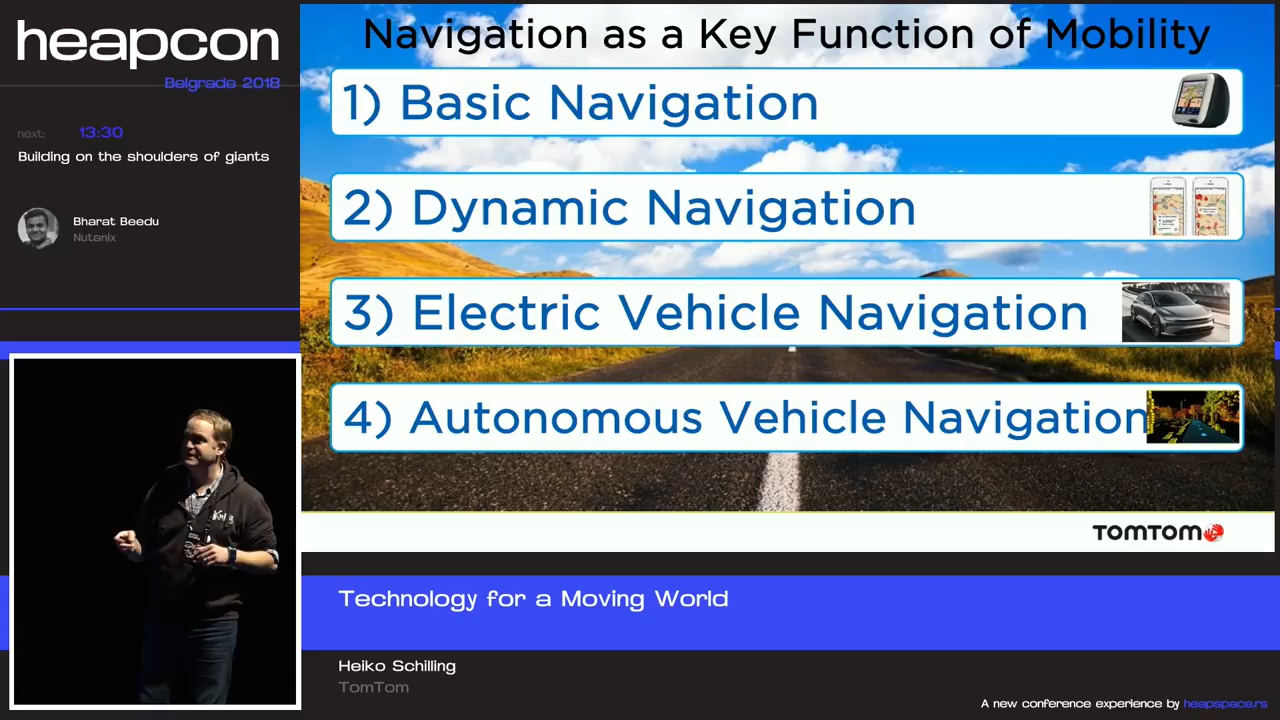 heapcon
Belgrade 2018
next: 13:30
Building on the shoulders of giants
Bharat Beedu
Nutanix
Navigation as a Key Function of Mobility
1) Basic Navigation
2) Dynamic Navigation
3) Electric Vehicle Navigation
4) Autonomous Vehicle Navigation
TOMTOM
Technology for a Moving World
Heiko Schilling
TomTom
A new conference experience by heapspace.rs